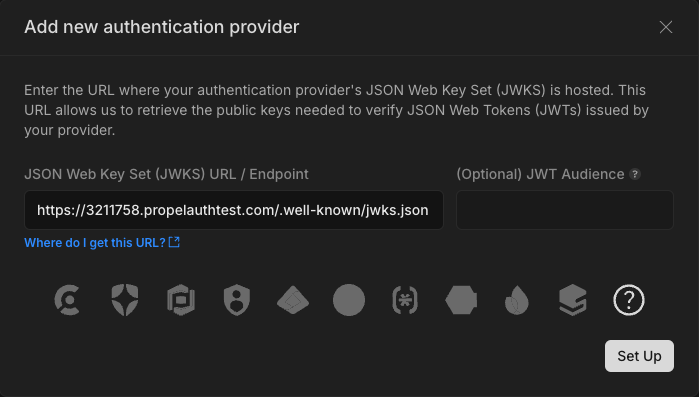 Add new authentication provider
Enter the URL where your authentication provider's JSON Web Key Set (JWKS) is hosted. This
URL allows us to retrieve the public keys needed to verify JSON Web Tokens (JWTs) issued by
your provider.
JSON Web Key Set (JWKS) URL / Endpoint
(Optional) JWT Audience ?
https://3211758.propelauthtest.com/.well-known/jwks.json
Where do I get this URL?
?
Set Up